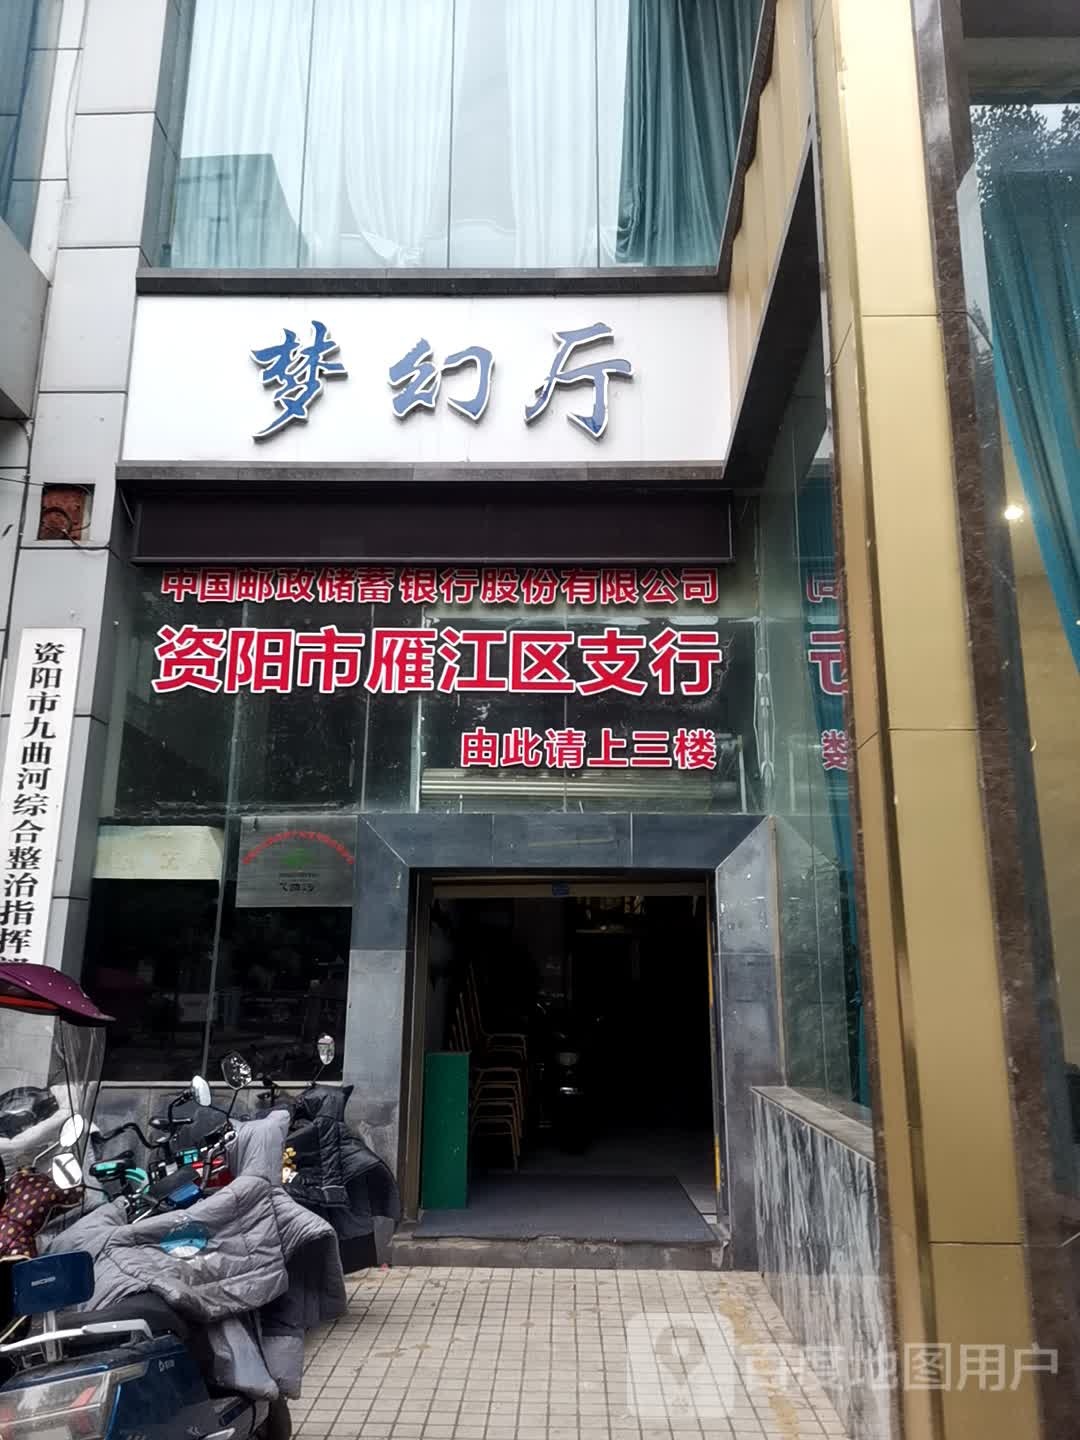 梦幻厅
中国邮政储蓄银行股份有限公司
资阳市雁江区支行
由此请上三楼
资阳市九曲河综合整治指挥部
百度地图用户